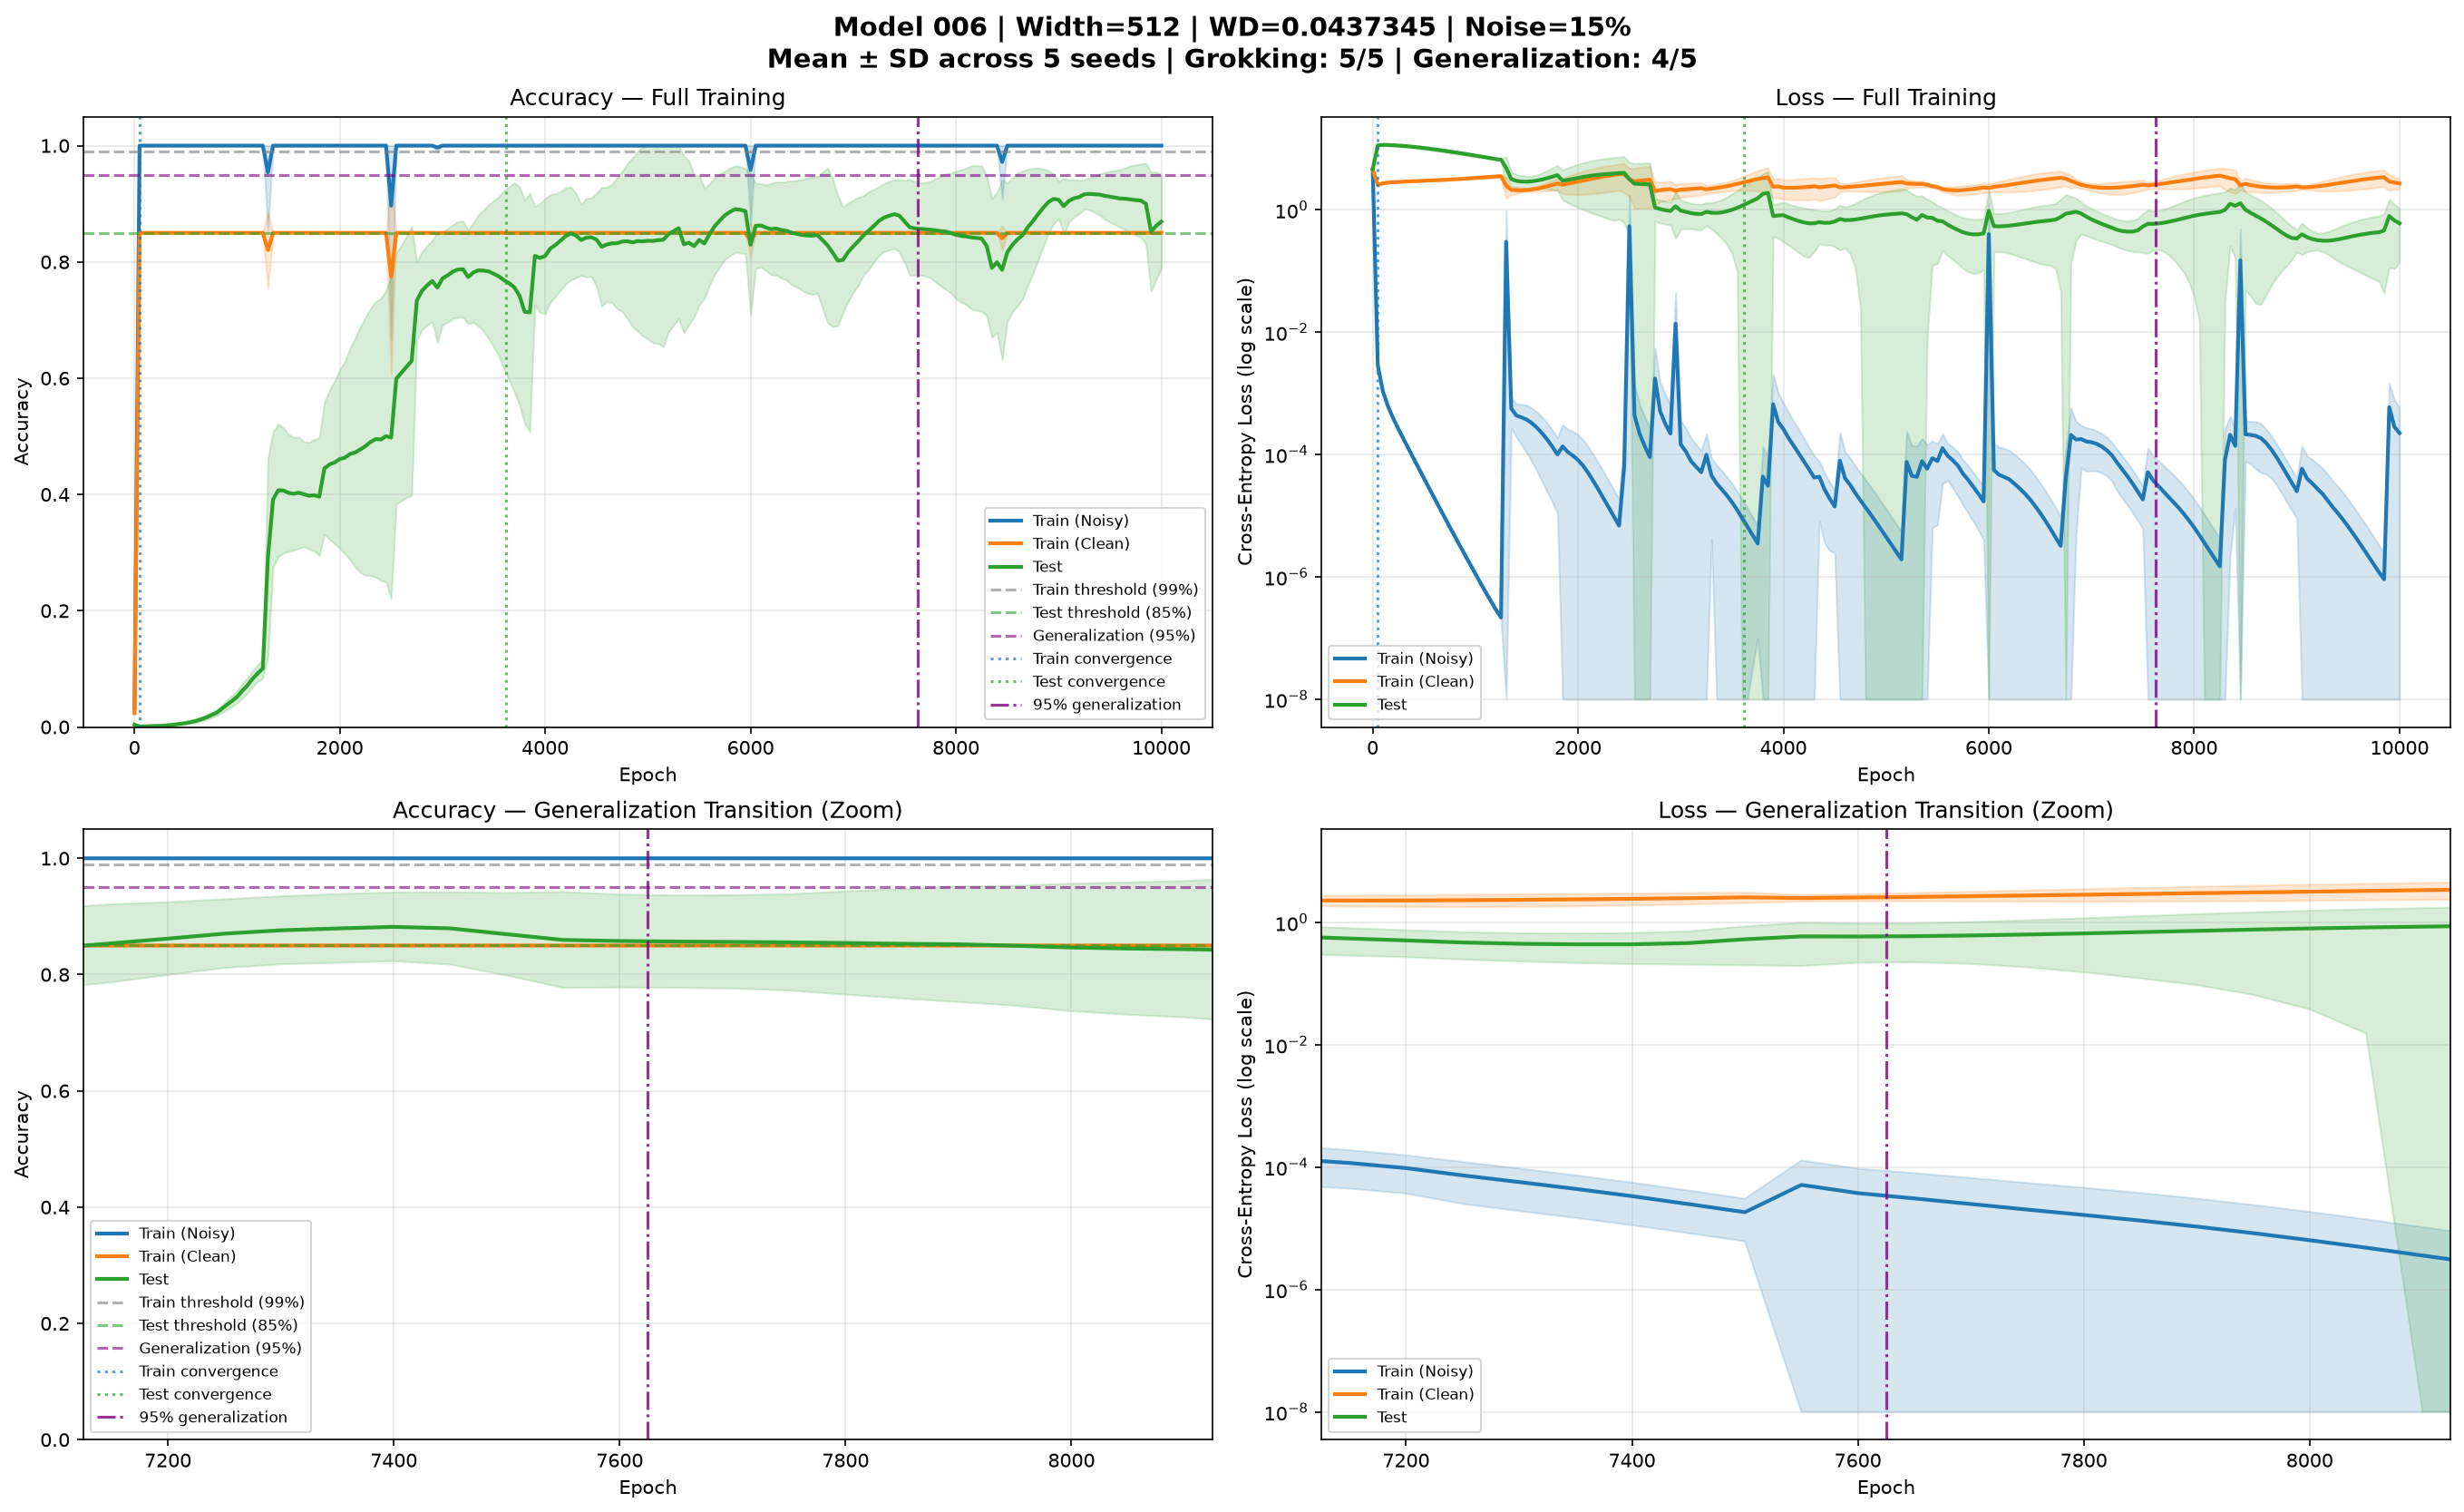 Model 006 | Width=512 | WD=0.0437345 | Noise=15%
Mean ± SD across 5 seeds | Grokking: 5/5 | Generalization: 4/5
Accuracy — Full Training
Accuracy
1.0
0.8
0.6
0.4
0.2
0.0
0
2000
4000
6000
8000
10000
Epoch
Train (Noisy)
Train (Clean)
Test
Train threshold (99%)
Test threshold (85%)
Generalization (95%)
Train convergence
Test convergence
95% generalization
Loss — Full Training
Cross-Entropy Loss (log scale)
10⁰
10⁻²
10⁻⁴
10⁻⁶
10⁻⁸
0
2000
4000
6000
8000
10000
Epoch
Train (Noisy)
Train (Clean)
Test
Accuracy — Generalization Transition (Zoom)
Accuracy
1.0
0.8
0.6
0.4
0.2
0.0
7200
7400
7600
7800
8000
Epoch
Train (Noisy)
Train (Clean)
Test
Train threshold (99%)
Test threshold (85%)
Generalization (95%)
Train convergence
Test convergence
95% generalization
Loss — Generalization Transition (Zoom)
Cross-Entropy Loss (log scale)
10⁰
10⁻²
10⁻⁴
10⁻⁶
10⁻⁸
7200
7400
7600
7800
8000
Epoch
Train (Noisy)
Train (Clean)
Test